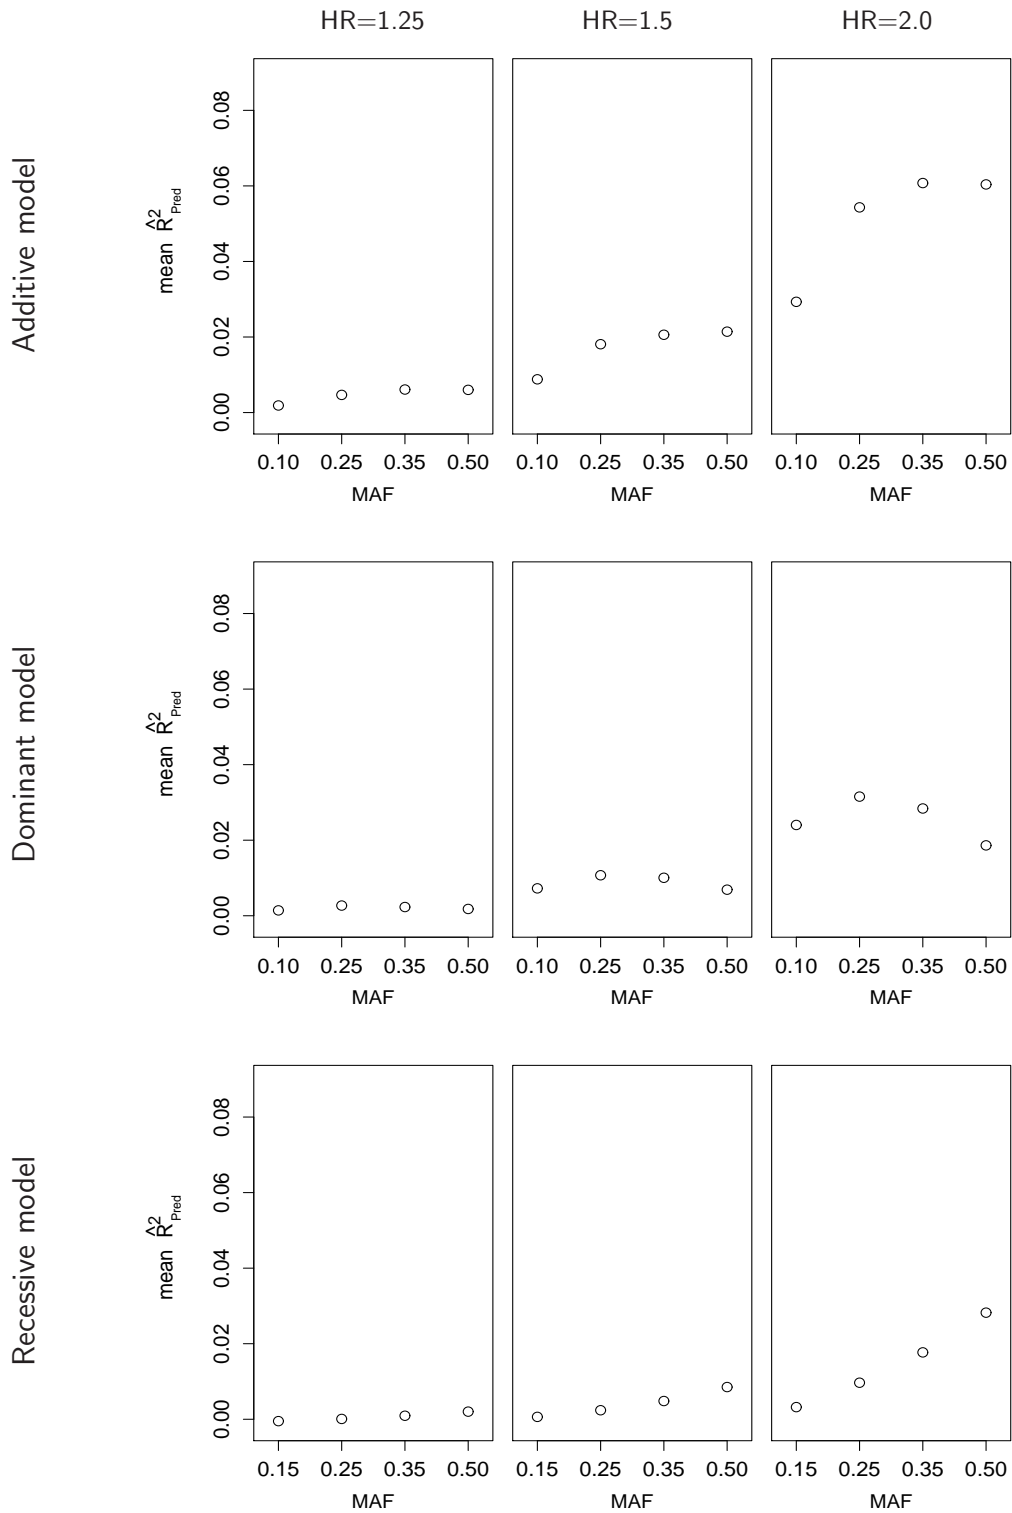 HR=1.25 HR=1.5 HR=2.0
Additive model
mean R̂²Pred
0.00 0.02 0.04 0.06 0.08
0.10 0.25 0.35 0.50 0.10 0.25 0.35 0.50 0.10 0.25 0.35 0.50
MAF MAF MAF
Dominant model
mean R̂²Pred
0.00 0.02 0.04 0.06 0.08
0.10 0.25 0.35 0.50 0.10 0.25 0.35 0.50 0.10 0.25 0.35 0.50
MAF MAF MAF
Recessive model
mean R̂²Pred
0.00 0.02 0.04 0.06 0.08
0.15 0.25 0.35 0.50 0.15 0.25 0.35 0.50 0.15 0.25 0.35 0.50
MAF MAF MAF